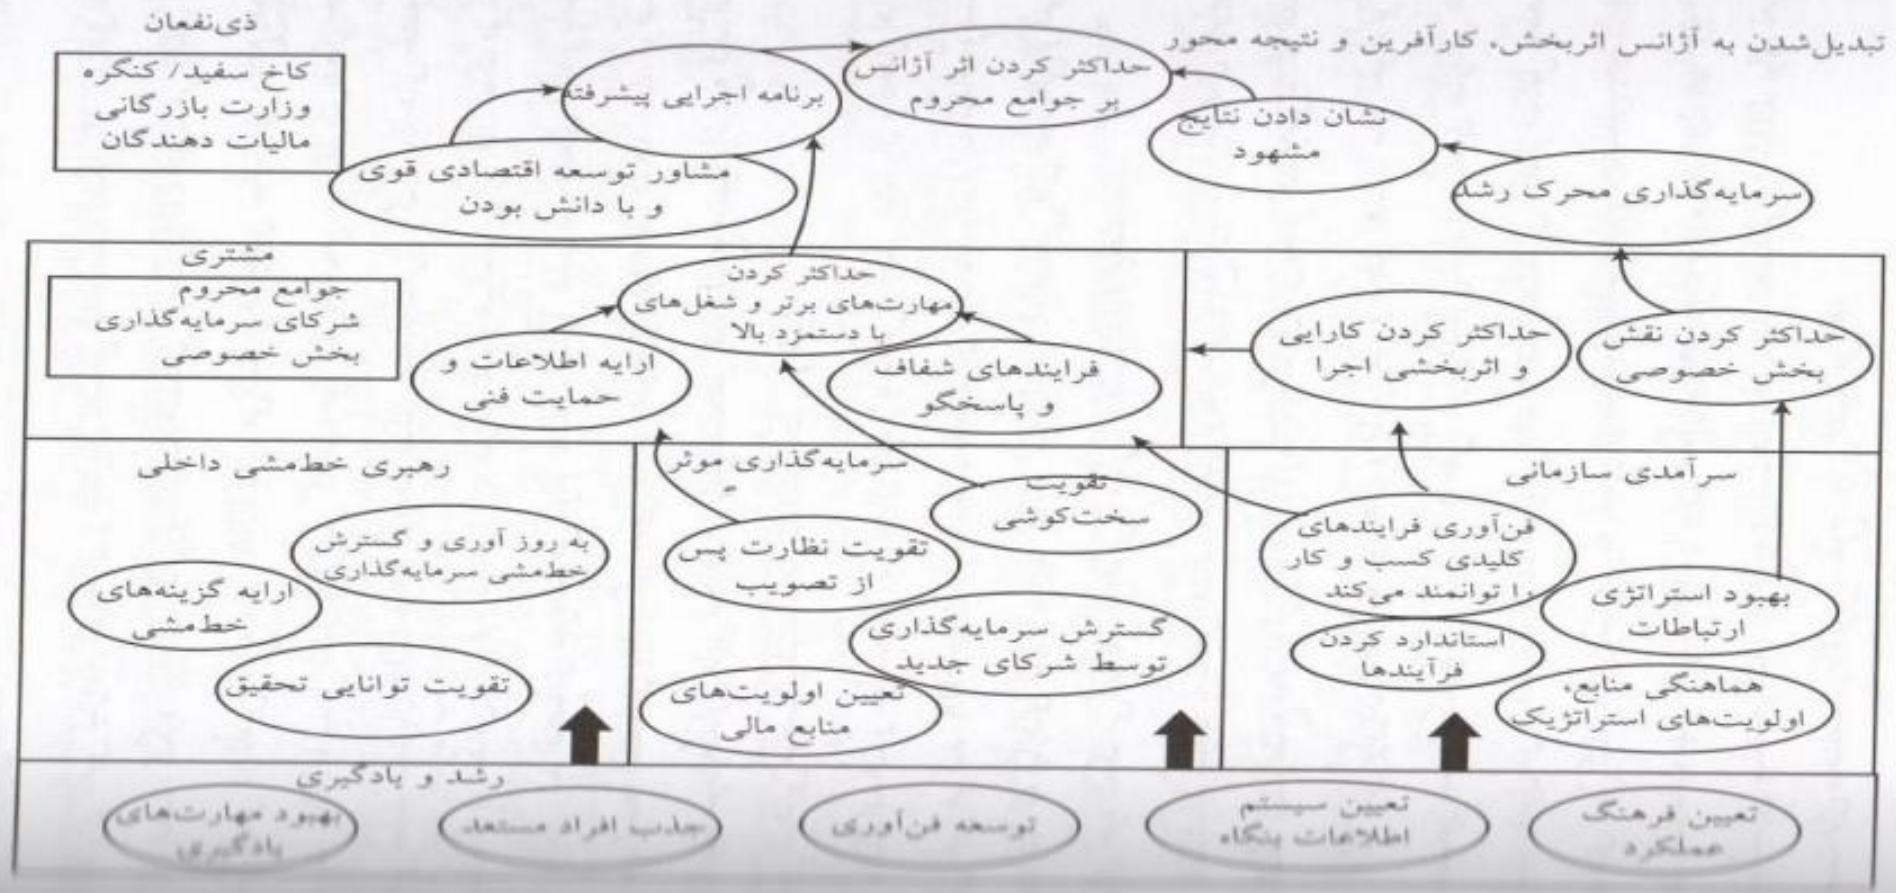 تبدیل‌شدن به آژانس اثربخش، کارآفرین و نتیجه محور
ذی‌نفعان
کاخ سفید/ کنگره
وزارت بازرگانی
مالیات دهندگان
حداکثر کردن اثر آژانس
بر جوامع محروم
برنامه اجرایی پیشرفته
نشان دادن نتایج
مشهود
سرمایه‌گذاری محرک رشد
مشاور توسعه اقتصادی قوی
و با دانش بودن
مشتری
جوامع محروم
شرکای سرمایه‌گذاری
بخش خصوصی
حداکثر کردن
مهارت‌های برتر و شغل‌های
با دستمزد بالا
حداکثر کردن نقش
بخش خصوصی
حداکثر کردن کارایی
و اثربخشی اجرا
فرایندهای شفاف
و پاسخگو
ارایه اطلاعات و
حمایت فنی
سرآمدی سازمانی
فن‌آوری فرایندهای
کلیدی کسب و کار
را توانمند می‌کند
بهبود استراتژی
ارتباطات
استاندارد کردن
فرآیندها
هماهنگی منابع،
اولویت‌های استراتژیک
سرمایه‌گذاری موثر
تقویت
سخت‌کوشی
تقویت نظارت پس
از تصویب
گسترش سرمایه‌گذاری
توسط شرکای جدید
تعیین اولویت‌های
منابع مالی
رهبری خط‌مشی داخلی
به روز آوری و گسترش
خط‌مشی سرمایه‌گذاری
ارایه گزینه‌های
خط‌مشی
تقویت توانایی تحقیق
رشد و یادگیری
تعیین فرهنگ
عملکرد
تعیین سیستم
اطلاعات بنگاه
توسعه فن‌آوری
جذب افراد مستعد
بهبود مهارت‌های
یادگیری